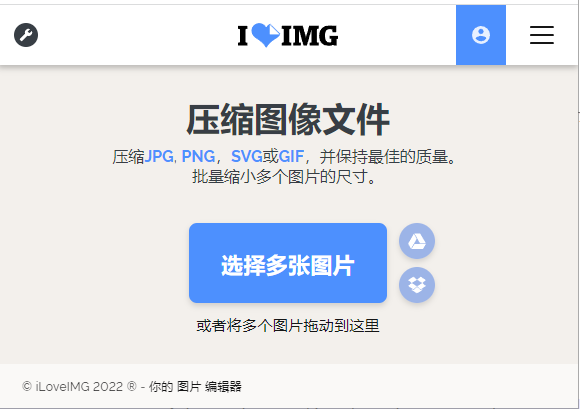 I IMG
压缩图像文件
压缩JPG, PNG，SVG或GIF，并保持最佳的质量。
批量缩小多个图片的尺寸。
选择多张图片
或者将多个图片拖动到这里
© iLoveIMG 2022 ® - 你的 图片 编辑器